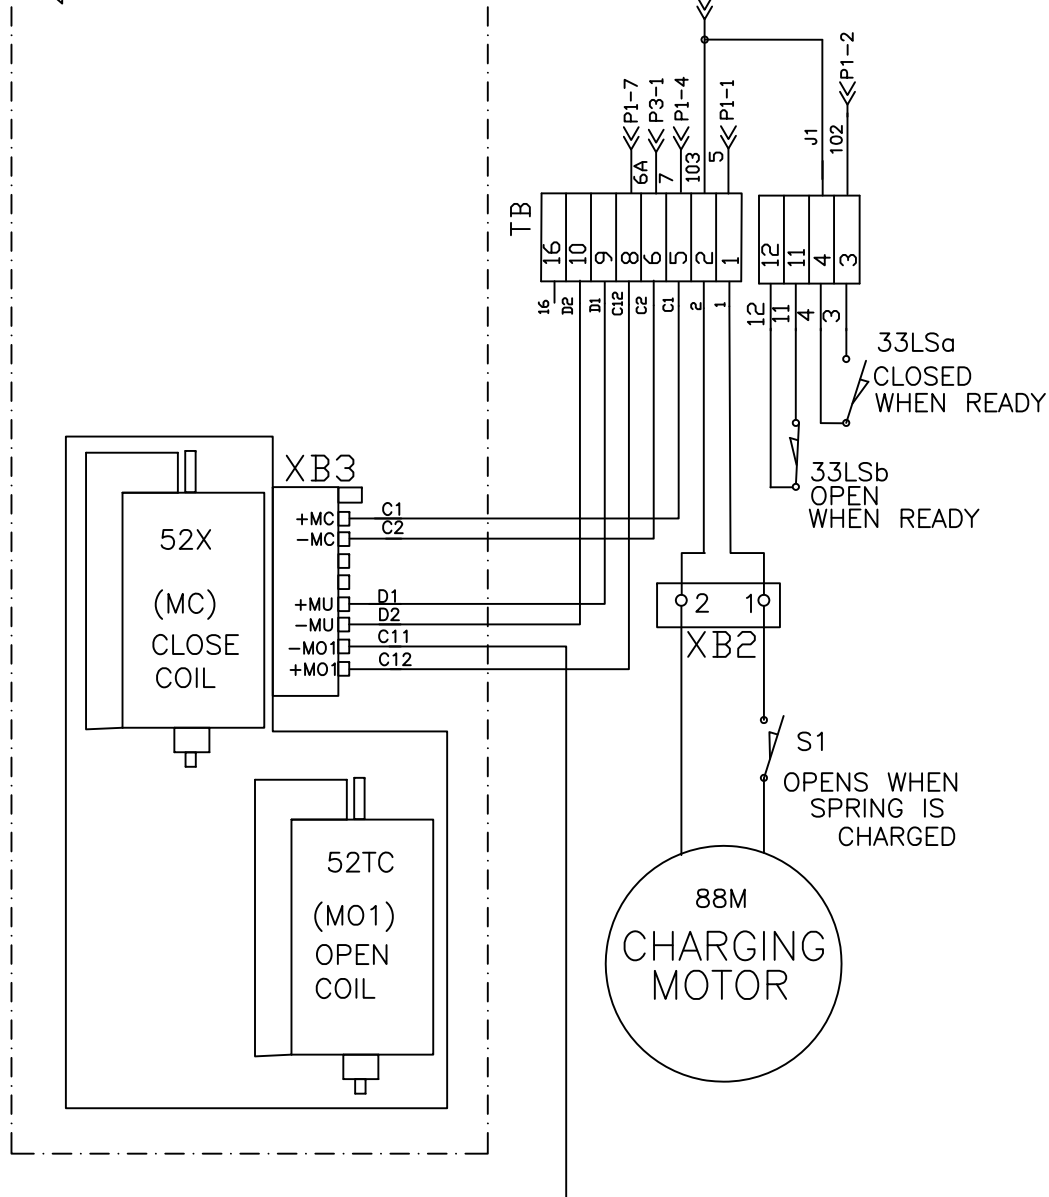 P1-7
P3-1
P1-4
P1-1
P1-2
6A
7
103
5
J1
102
TB
16
10
9
8
6
5
2
1
12
11
4
3
16
D2
D1
C12
C2
C1
2
1
12
11
4
3
33LSa
CLOSED
WHEN READY
33LSb
OPEN
WHEN READY
XB3
+MC
-MC
+MU
-MU
-MO1
+MO1
C1
C2
D1
D2
C11
C12
52X
(MC)
CLOSE
COIL
2
1
XB2
S1
OPENS WHEN
SPRING IS
CHARGED
52TC
(MO1)
OPEN
COIL
88M
CHARGING
MOTOR